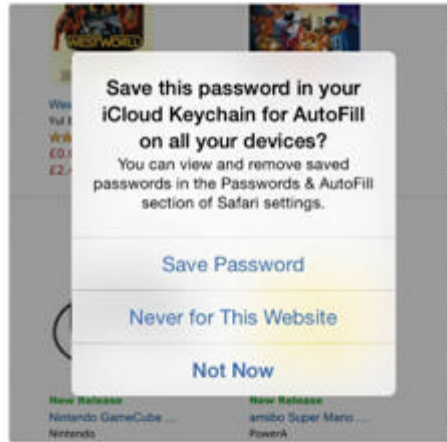 WESTWORLD
Save this password in your
iCloud Keychain for AutoFill
on all your devices?
You can view and remove saved
passwords in the Passwords & AutoFill
section of Safari settings.
Save Password
Never for This Website
Not Now
New Release
New Release
Nintendo GameCube ...
amiibo Super Mario ...
Nintendo
PowerA